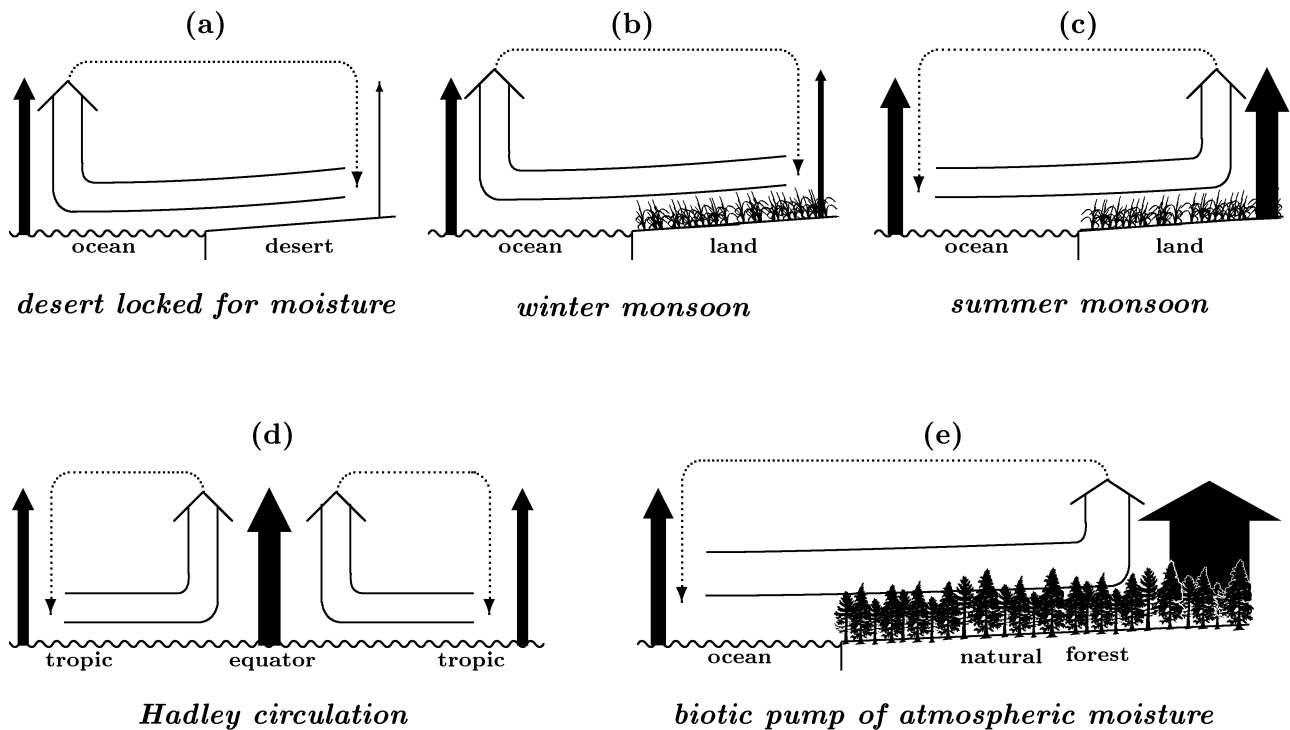 (a)
(b)
(c)
ocean
desert
ocean
land
ocean
land
desert locked for moisture
winter monsoon
summer monsoon
(d)
(e)
tropic
equator
tropic
ocean
natural forest
Hadley circulation
biotic pump of atmospheric moisture